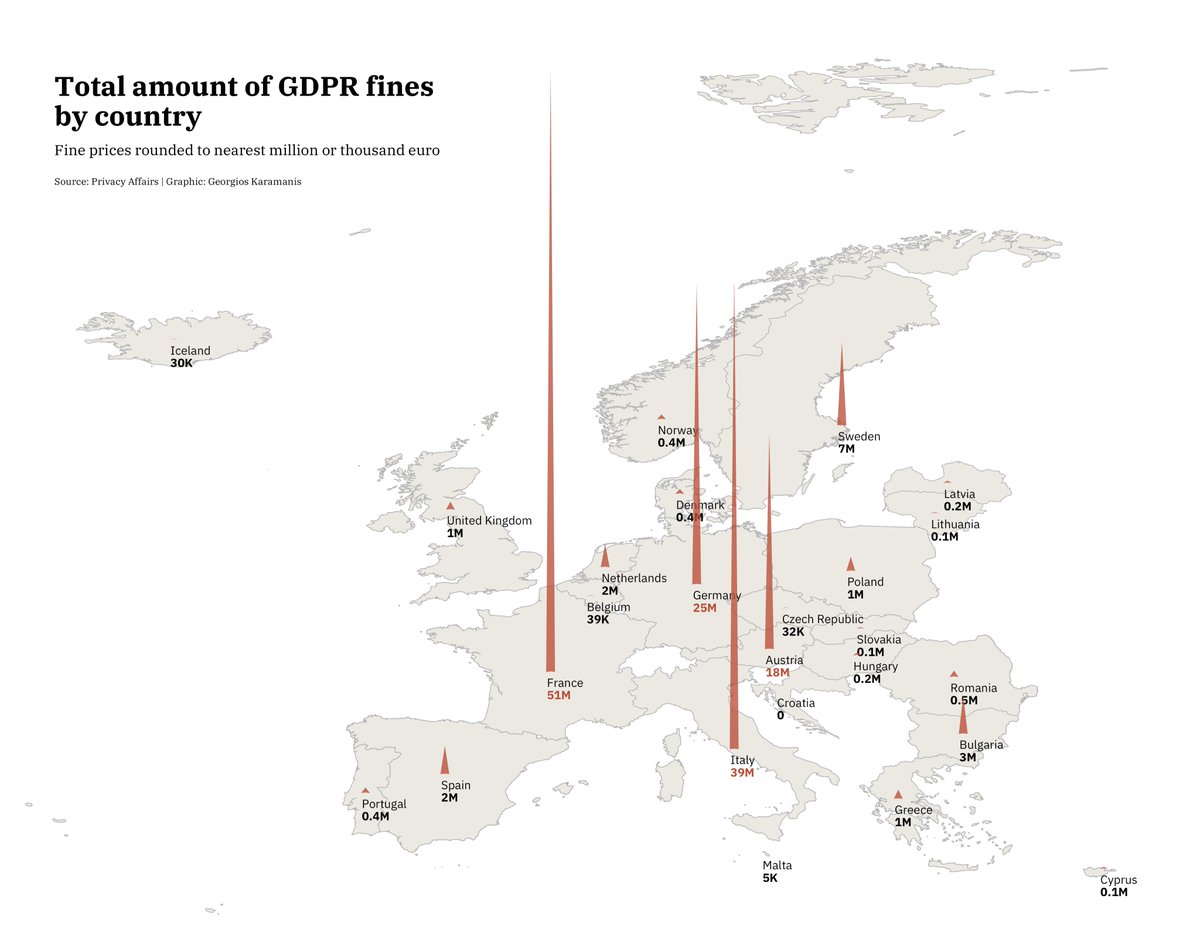 Total amount of GDPR fines
by country
Fine prices rounded to nearest million or thousand euro
Source: Privacy Affairs | Graphic: Georgios Karamanis
Iceland
30K
Norway
0.4M
Sweden
7M
Latvia
0.2M
Denmark
0.4M
United Kingdom
1M
Lithuania
0.1M
Netherlands
2M
Poland
1M
Germany
25M
Belgium
39K
Czech Republic
32K
Slovakia
0.1M
Austria
18M
Hungary
0.2M
France
51M
Romania
0.5M
Croatia
0
Bulgaria
3M
Italy
39M
Spain
2M
Portugal
0.4M
Greece
1M
Malta
5K
Cyprus
0.1M